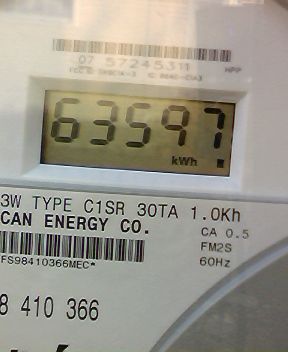 07 57245311
HPP
63597
kWh
3W TYPE C1SR 30TA 1.0Kh
CAN ENERGY CO.
CA 0.5
FM2S
FS98410366MEC*
60Hz
8 410 366